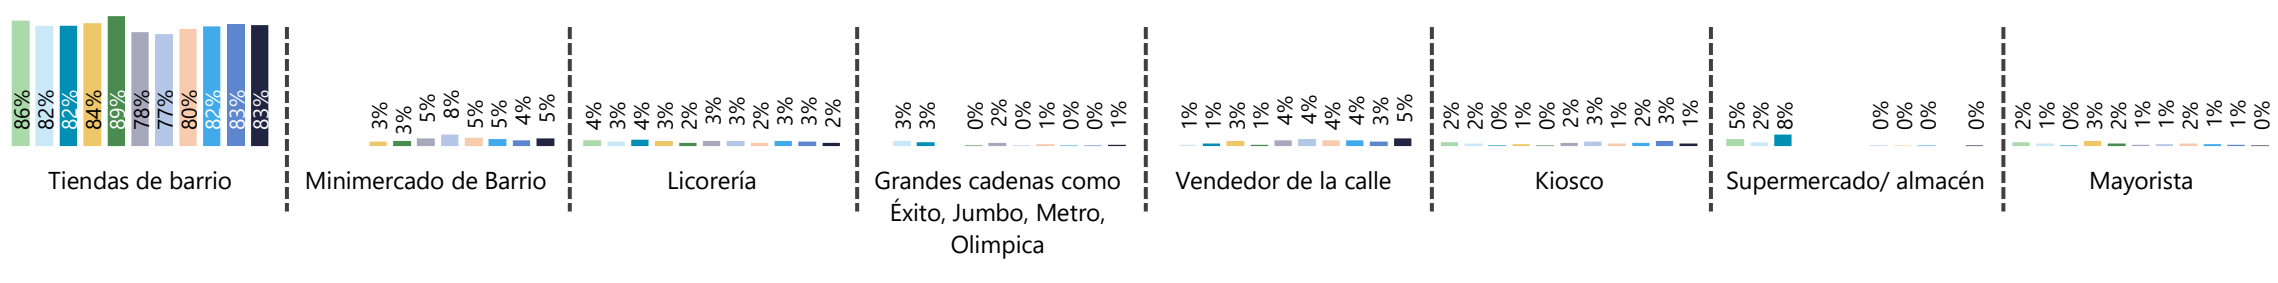 86% 82% 82% 84% 89% 78% 77% 80% 82% 83% 83%
Tiendas de barrio
3% 3% 5% 8% 5% 5% 4% 5%
Minimercado de Barrio
4% 3% 4% 3% 2% 3% 3% 2% 3% 3% 2%
Licorería
3% 3% 0% 2% 0% 1% 0% 0% 1%
Grandes cadenas como
Éxito, Jumbo, Metro,
Olimpica
1% 1% 3% 1% 4% 4% 4% 4% 3% 5%
Vendedor de la calle
2% 2% 0% 1% 0% 2% 3% 1% 2% 3% 1%
Kiosco
5% 2% 8% 0% 0% 0% 0%
Supermercado/ almacén
2% 1% 0% 3% 2% 1% 1% 2% 1% 1% 0%
Mayorista